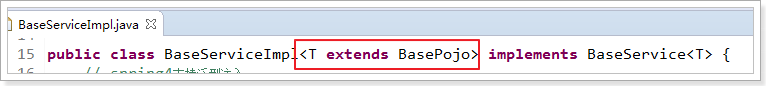 BaseServiceImpl.java
15 public class BaseServiceImpl<T extends BasePojo> implements BaseService<T> {